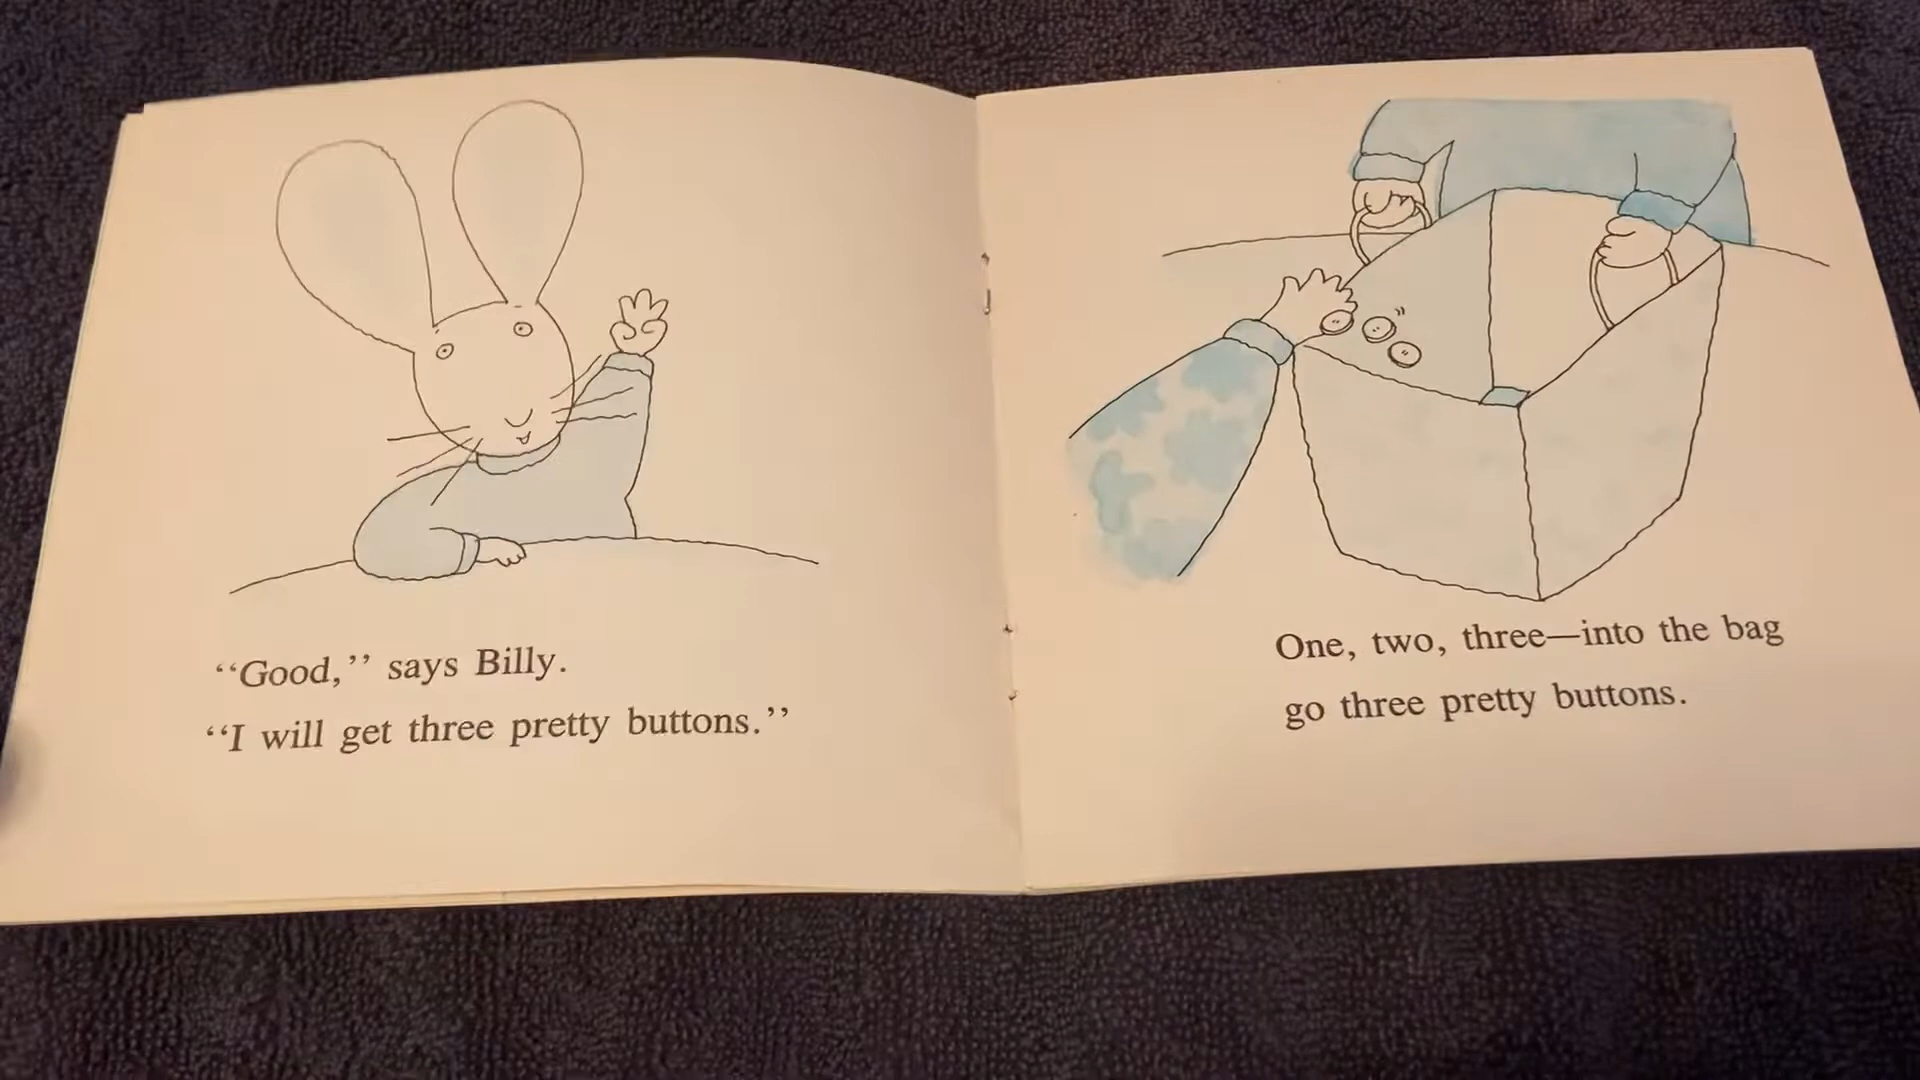 ‘‘Good,’’ says Billy.
‘‘I will get three pretty buttons.’’
One, two, three—into the bag
go three pretty buttons.